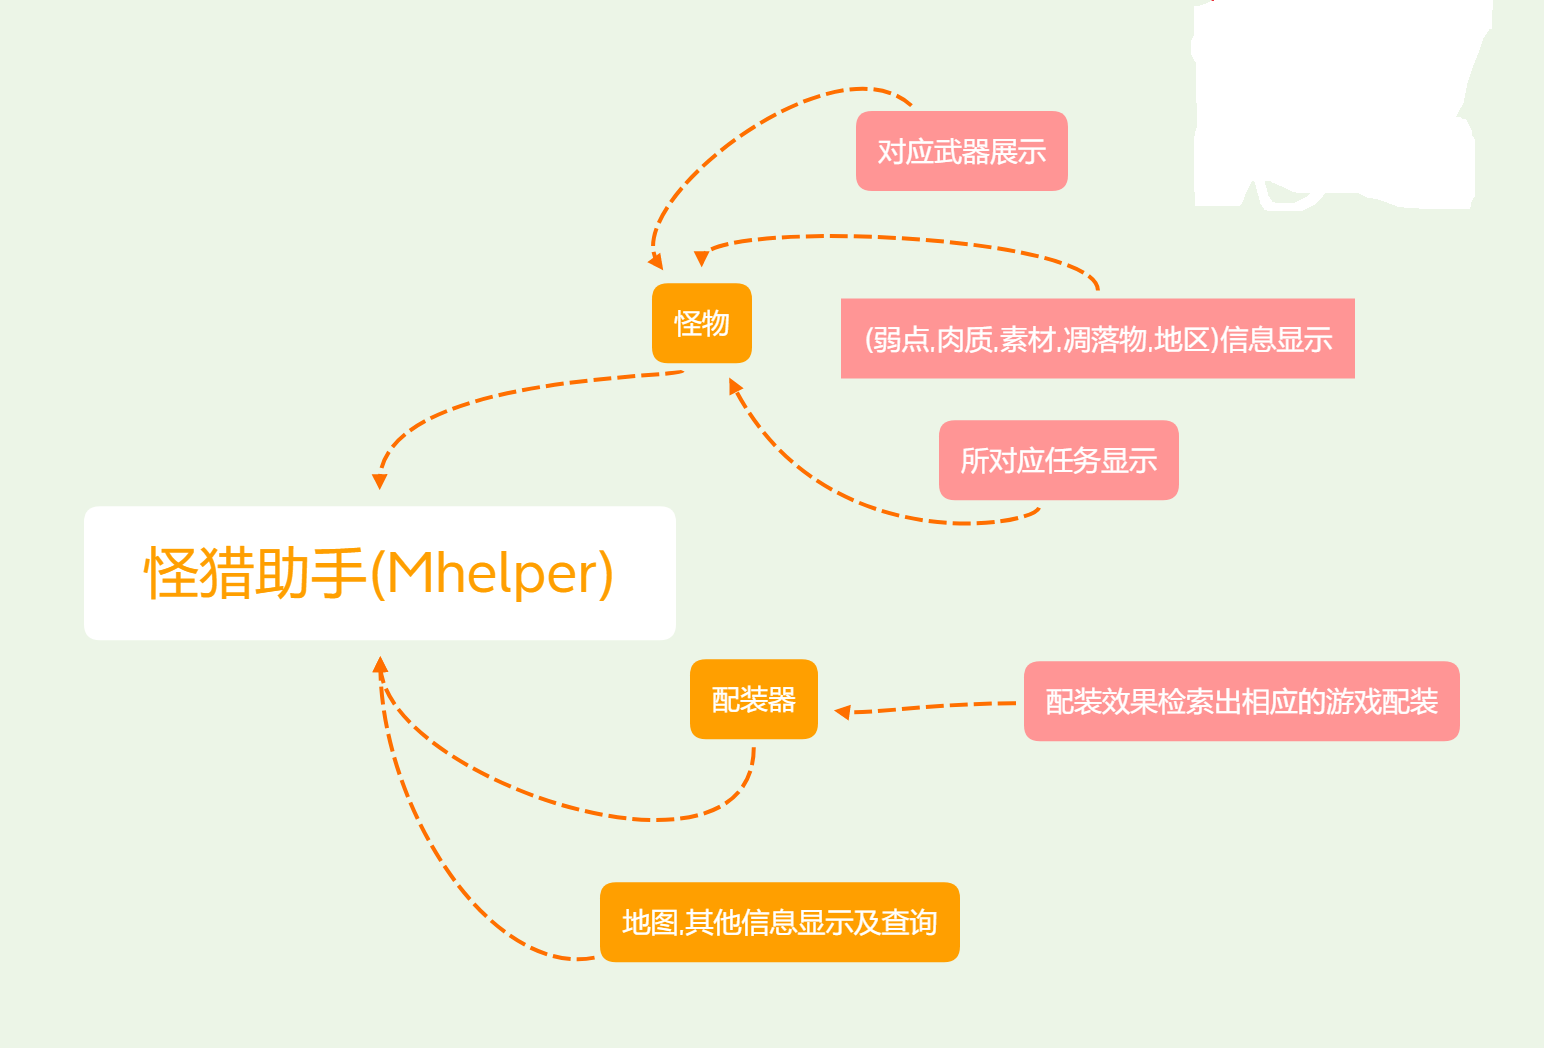 对应武器展示
怪物
(弱点,肉质,素材,凋落物,地区)信息显示
所对应任务显示
怪猎助手(Mhelper)
配装器
配装效果检索出相应的游戏配装
地图,其他信息显示及查询